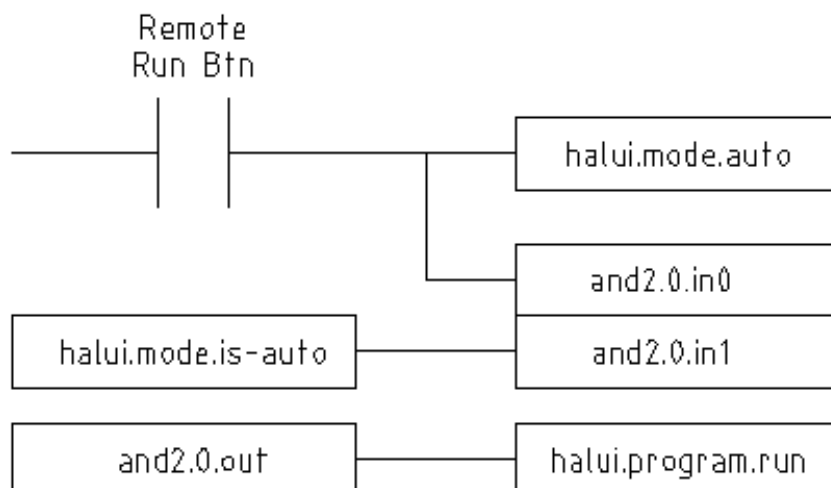 Remote
Run Btn
halui.mode.auto
and2.0.in0
halui.mode.is-auto
and2.0.in1
and2.0.out
halui.program.run